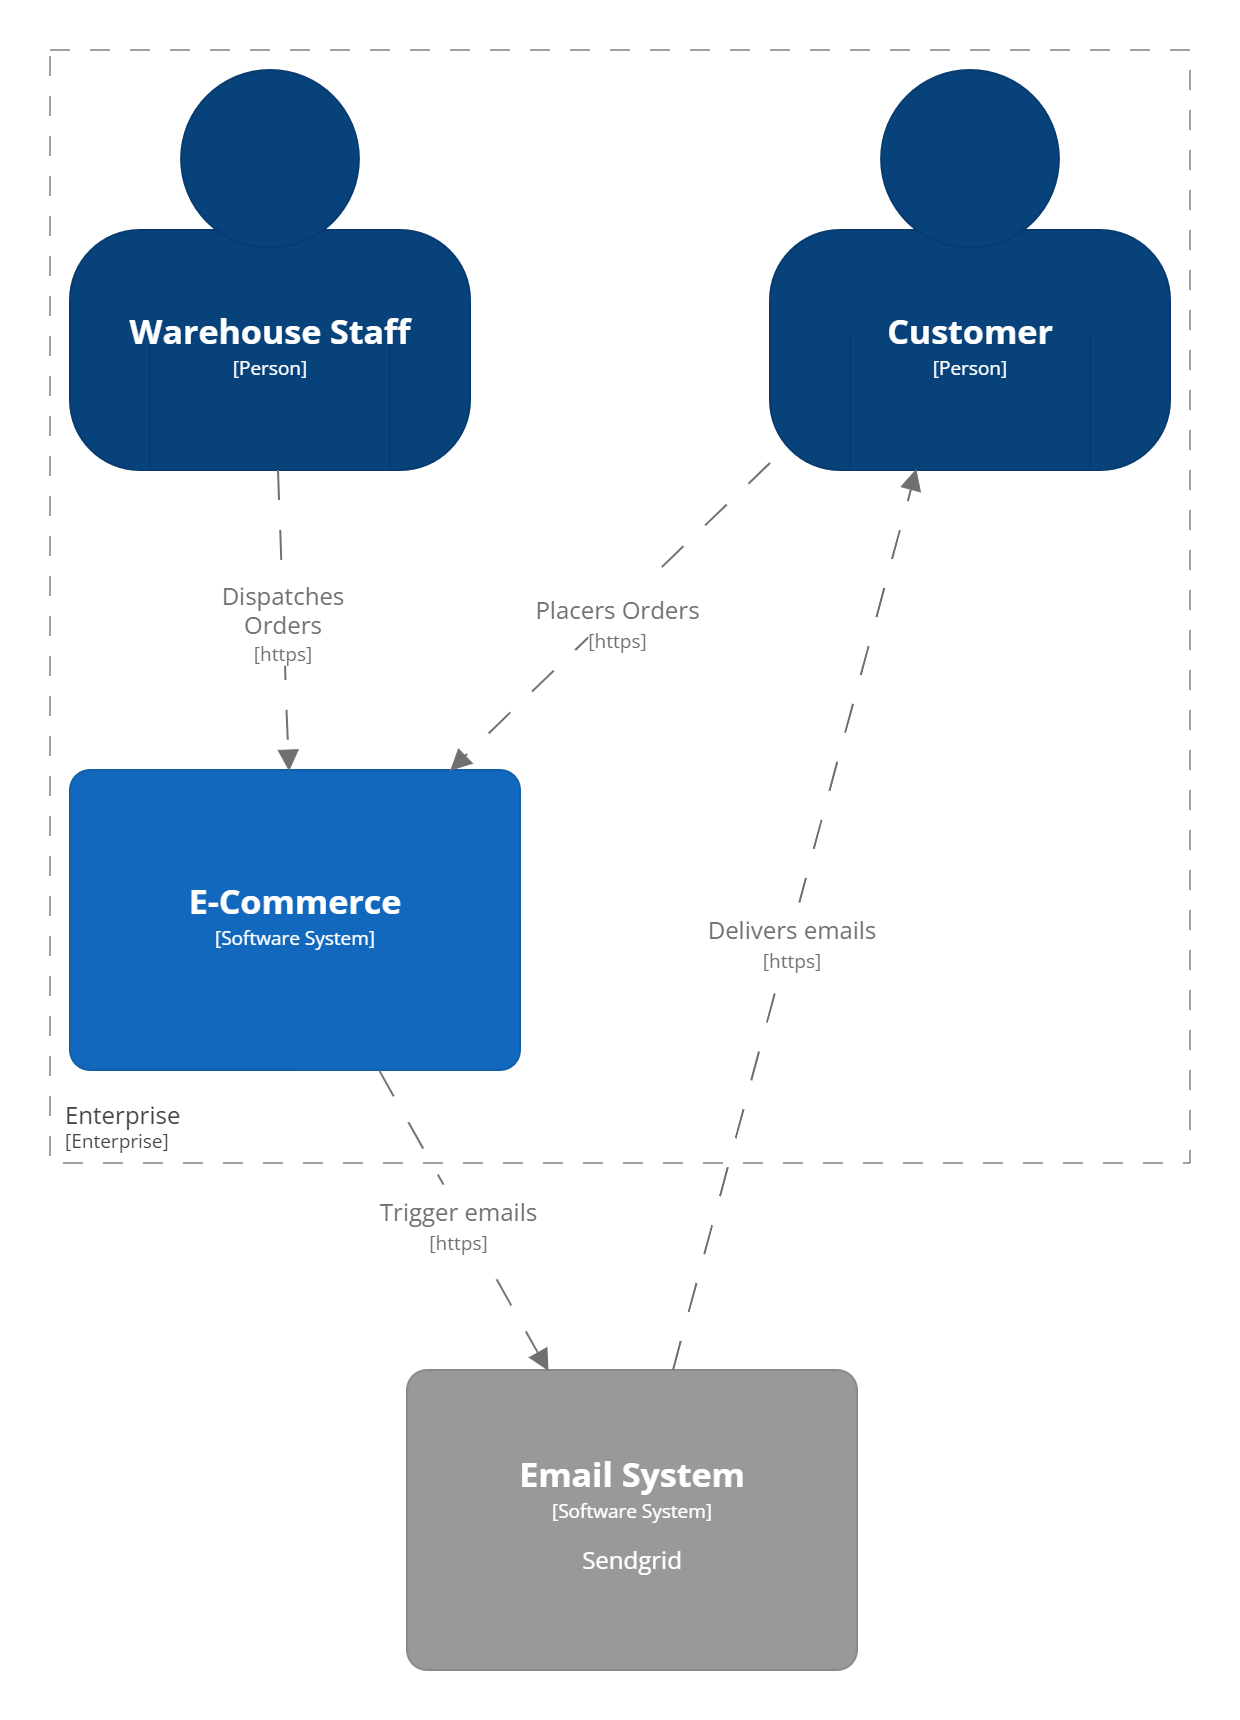 Warehouse Staff
[Person]
Customer
[Person]
Dispatches
Orders
[https]
Placers Orders
[https]
E-Commerce
[Software System]
Delivers emails
[https]
Enterprise
[Enterprise]
Trigger emails
[https]
Email System
[Software System]
Sendgrid